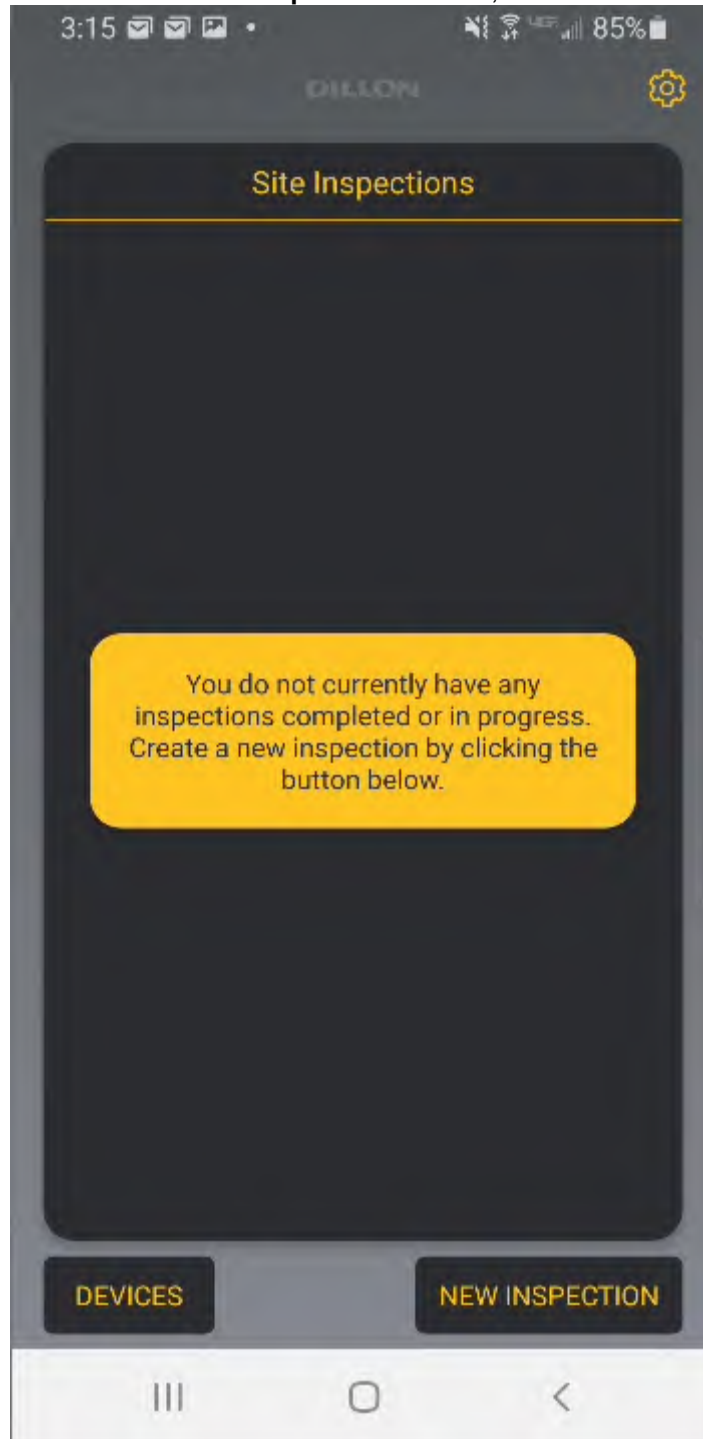 3:15
85%
DILLON
Site Inspections
You do not currently have any
inspections completed or in progress.
Create a new inspection by clicking the
button below.
DEVICES
NEW INSPECTION